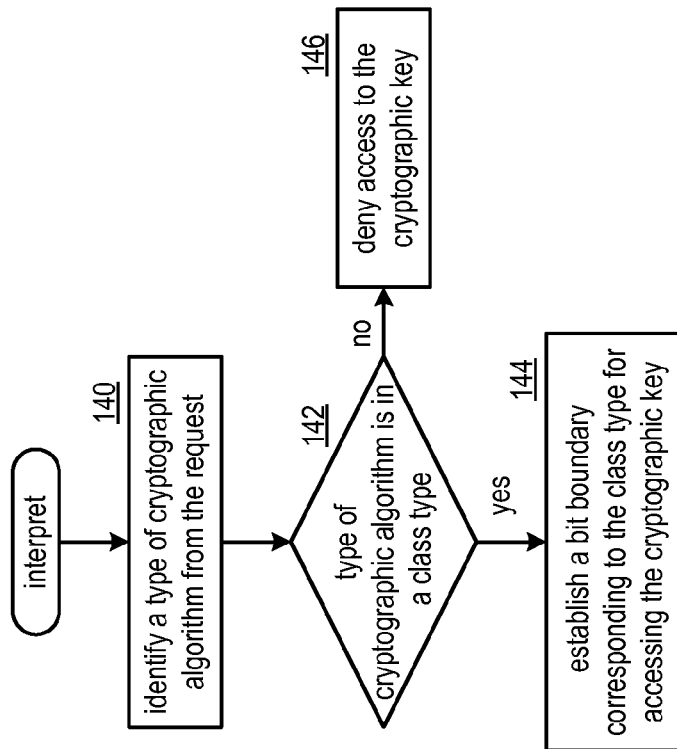 interpret
140
identify a type of cryptographic
algorithm from the request
142
type of
cryptographic algorithm is in
a class type
no
146
deny access to the
cryptographic key
yes
144
establish a bit boundary
corresponding to the class type for
accessing the cryptographic key